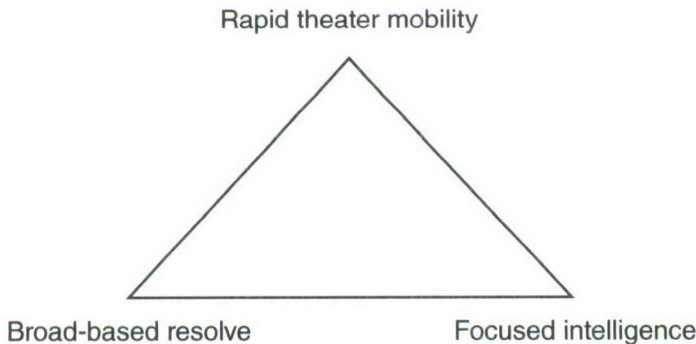 Rapid theater mobility
Broad-based resolve
Focused intelligence